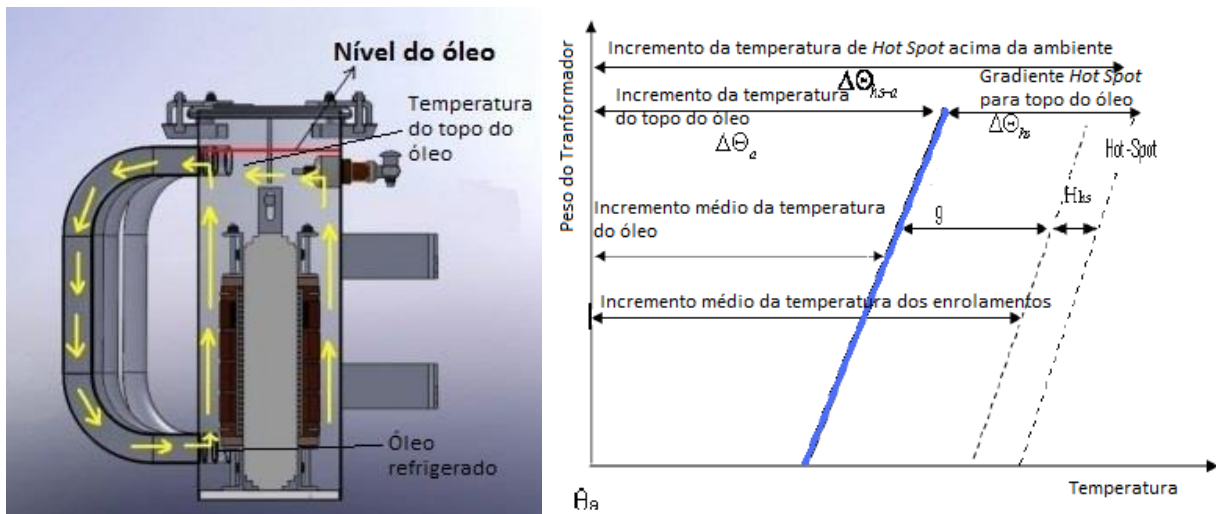 Nível do óleo
Temperatura
do topo do
óleo
Óleo
refrigerado
Peso do Tranformador
Incremento da temperatura de Hot Spot acima da ambiente
ΔΘhs-a
Gradiente Hot Spot
para topo do óleo
ΔΘhs
Incremento da temperatura
do topo do óleo
ΔΘa
Hot-Spot
Hhs
g
Incremento médio da temperatura
do óleo
Incremento médio da temperatura dos enrolamentos
Temperatura
θa